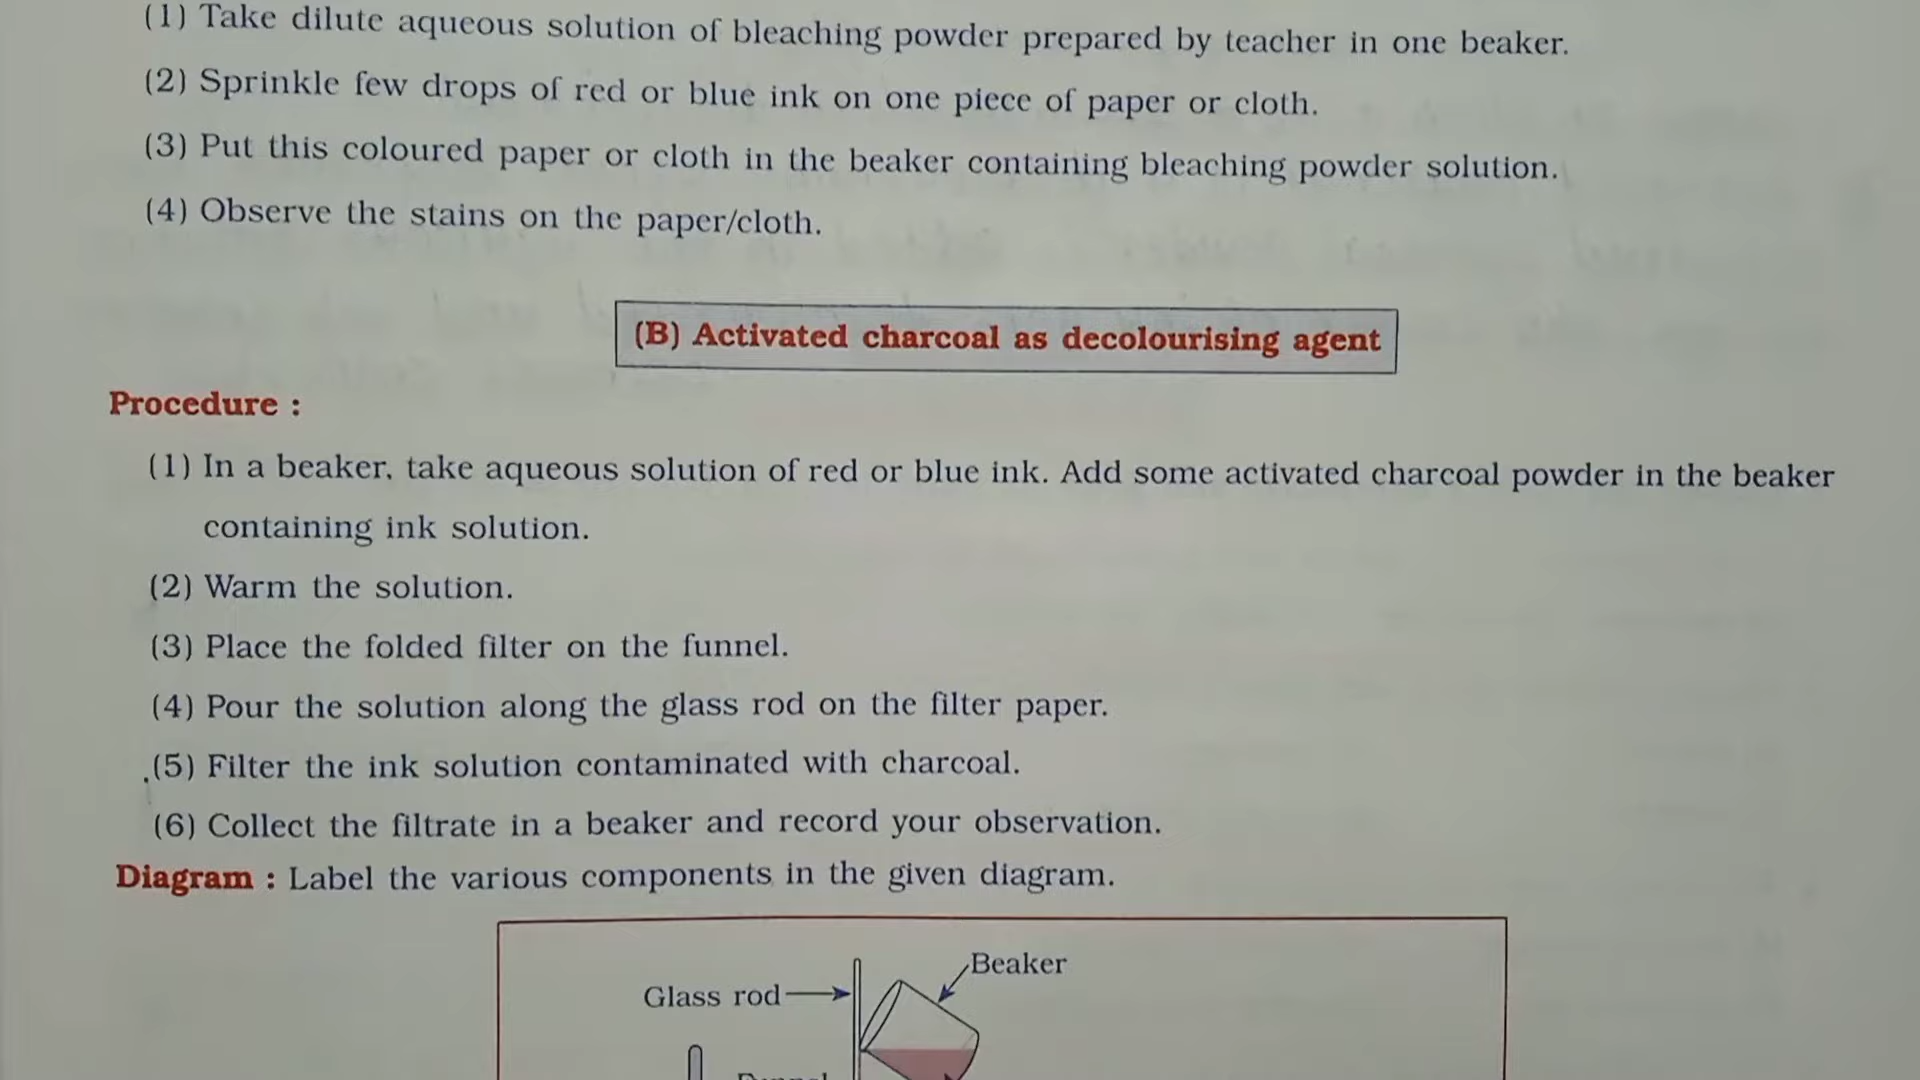 (1) Take dilute aqueous solution of bleaching powder prepared by teacher in one beaker.
(2) Sprinkle few drops of red or blue ink on one piece of paper or cloth.
(3) Put this coloured paper or cloth in the beaker containing bleaching powder solution.
(4) Observe the stains on the paper/cloth.
(B) Activated charcoal as decolourising agent
Procedure :
(1) In a beaker, take aqueous solution of red or blue ink. Add some activated charcoal powder in the beaker
containing ink solution.
(2) Warm the solution.
(3) Place the folded filter on the funnel.
(4) Pour the solution along the glass rod on the filter paper.
(5) Filter the ink solution contaminated with charcoal.
(6) Collect the filtrate in a beaker and record your observation.
Diagram : Label the various components in the given diagram.
Beaker
Glass rod